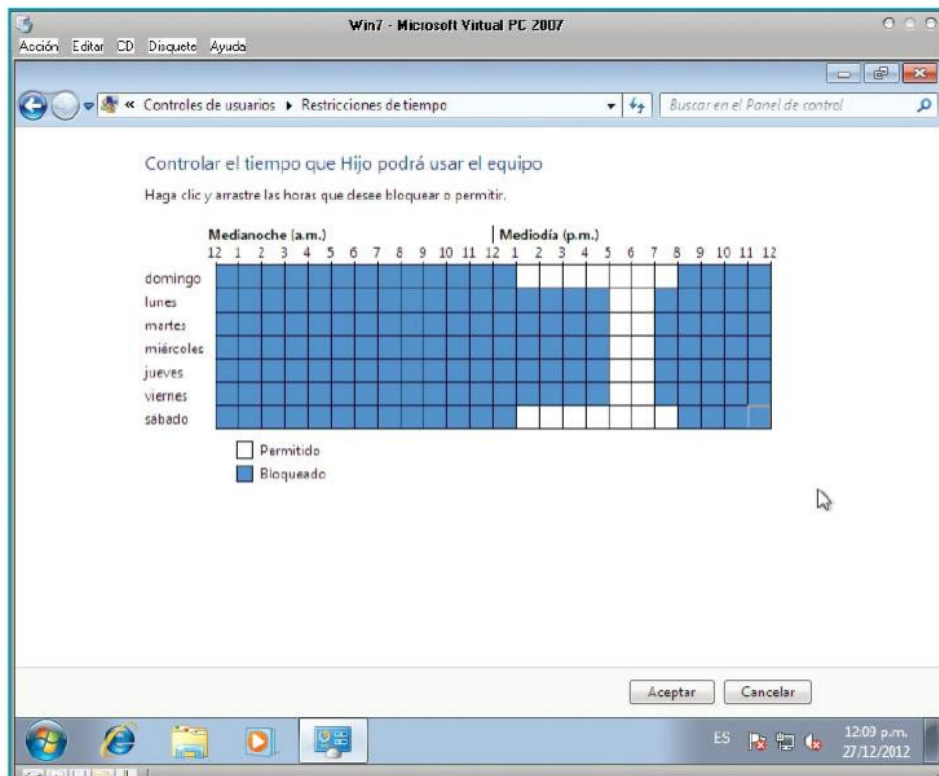 Win7 - Microsoft Virtual PC 2007
Acción Editar CD Disquete Ayuda
« Controles de usuarios ▸ Restricciones de tiempo
Buscar en el Panel de control
Controlar el tiempo que Hijo podrá usar el equipo
Haga clic y arrastre las horas que desee bloquear o permitir.
Medianoche (a.m.) Mediodía (p.m.)
12 1 2 3 4 5 6 7 8 9 10 11 12 1 2 3 4 5 6 7 8 9 10 11 12
domingo
lunes
martes
miércoles
jueves
viernes
sábado
Permitido
Bloqueado
Aceptar Cancelar
ES
12:09 p.m.
27/12/2012